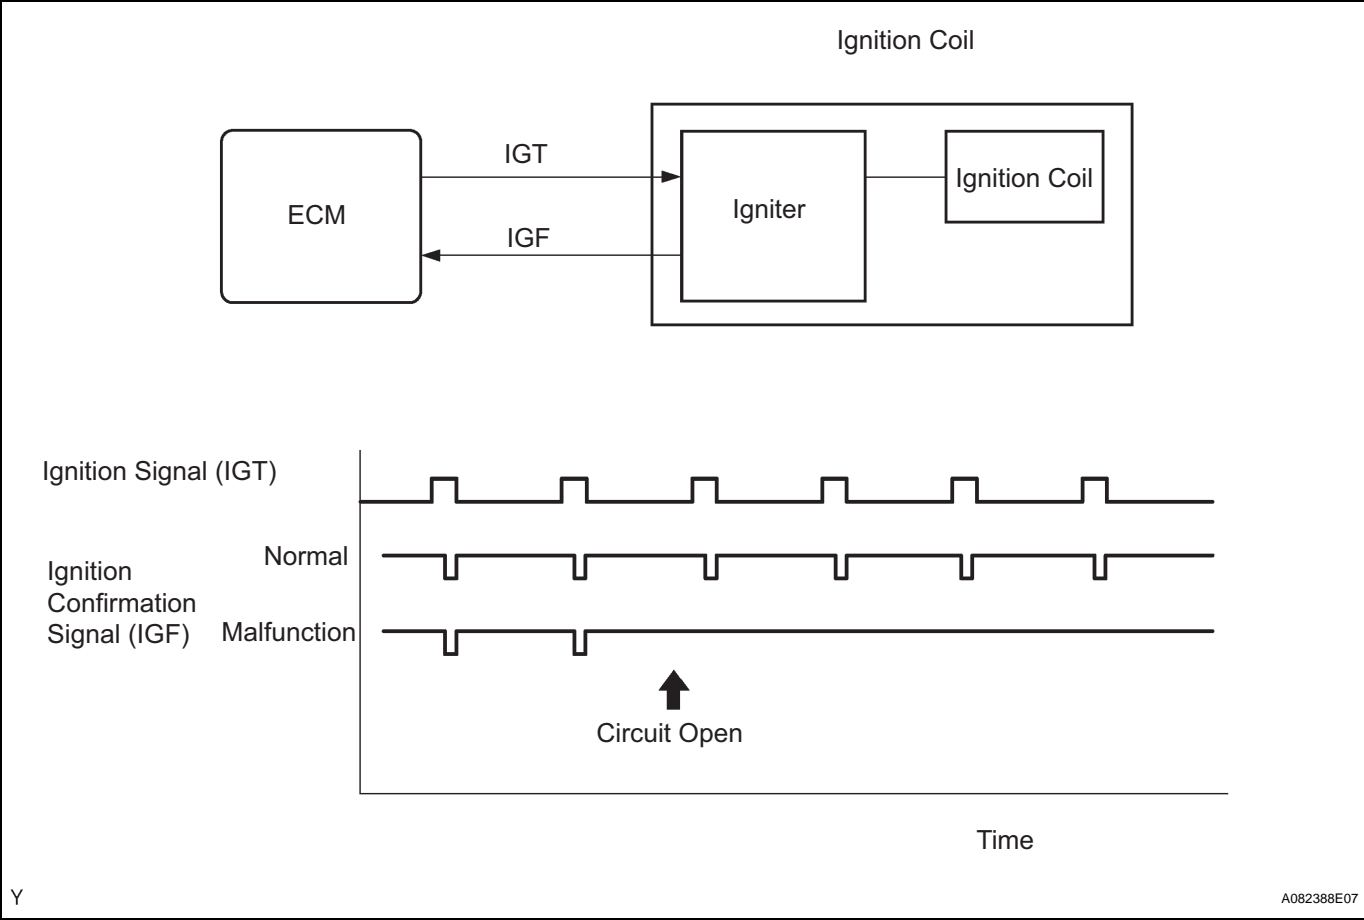 Ignition Coil
IGT
ECM
IGF
Igniter
Ignition Coil
Ignition Signal (IGT)
Normal
Ignition
Confirmation
Signal (IGF)
Malfunction
Circuit Open
Time
Y
A082388E07